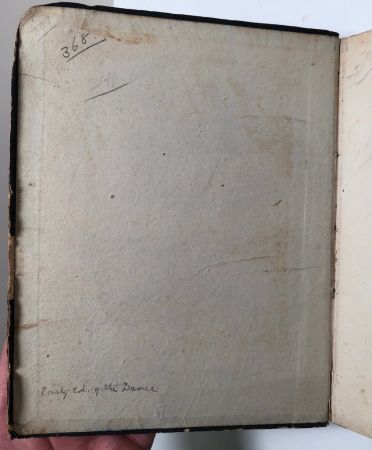 368
Early Ed. of the Dance